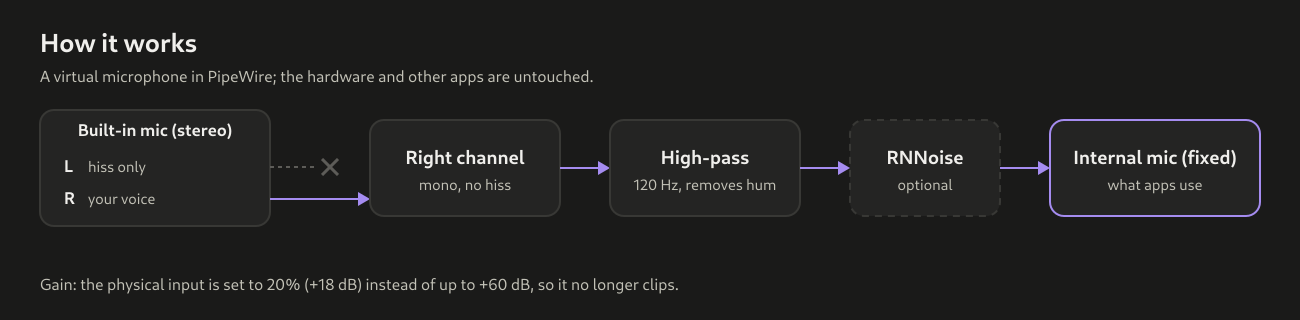 How it works
A virtual microphone in PipeWire; the hardware and other apps are untouched.
Built-in mic (stereo)
L hiss only
R your voice
Right channel
mono, no hiss
High-pass
120 Hz, removes hum
RNNoise
optional
Internal mic (fixed)
what apps use
Gain: the physical input is set to 20% (+18 dB) instead of up to +60 dB, so it no longer clips.